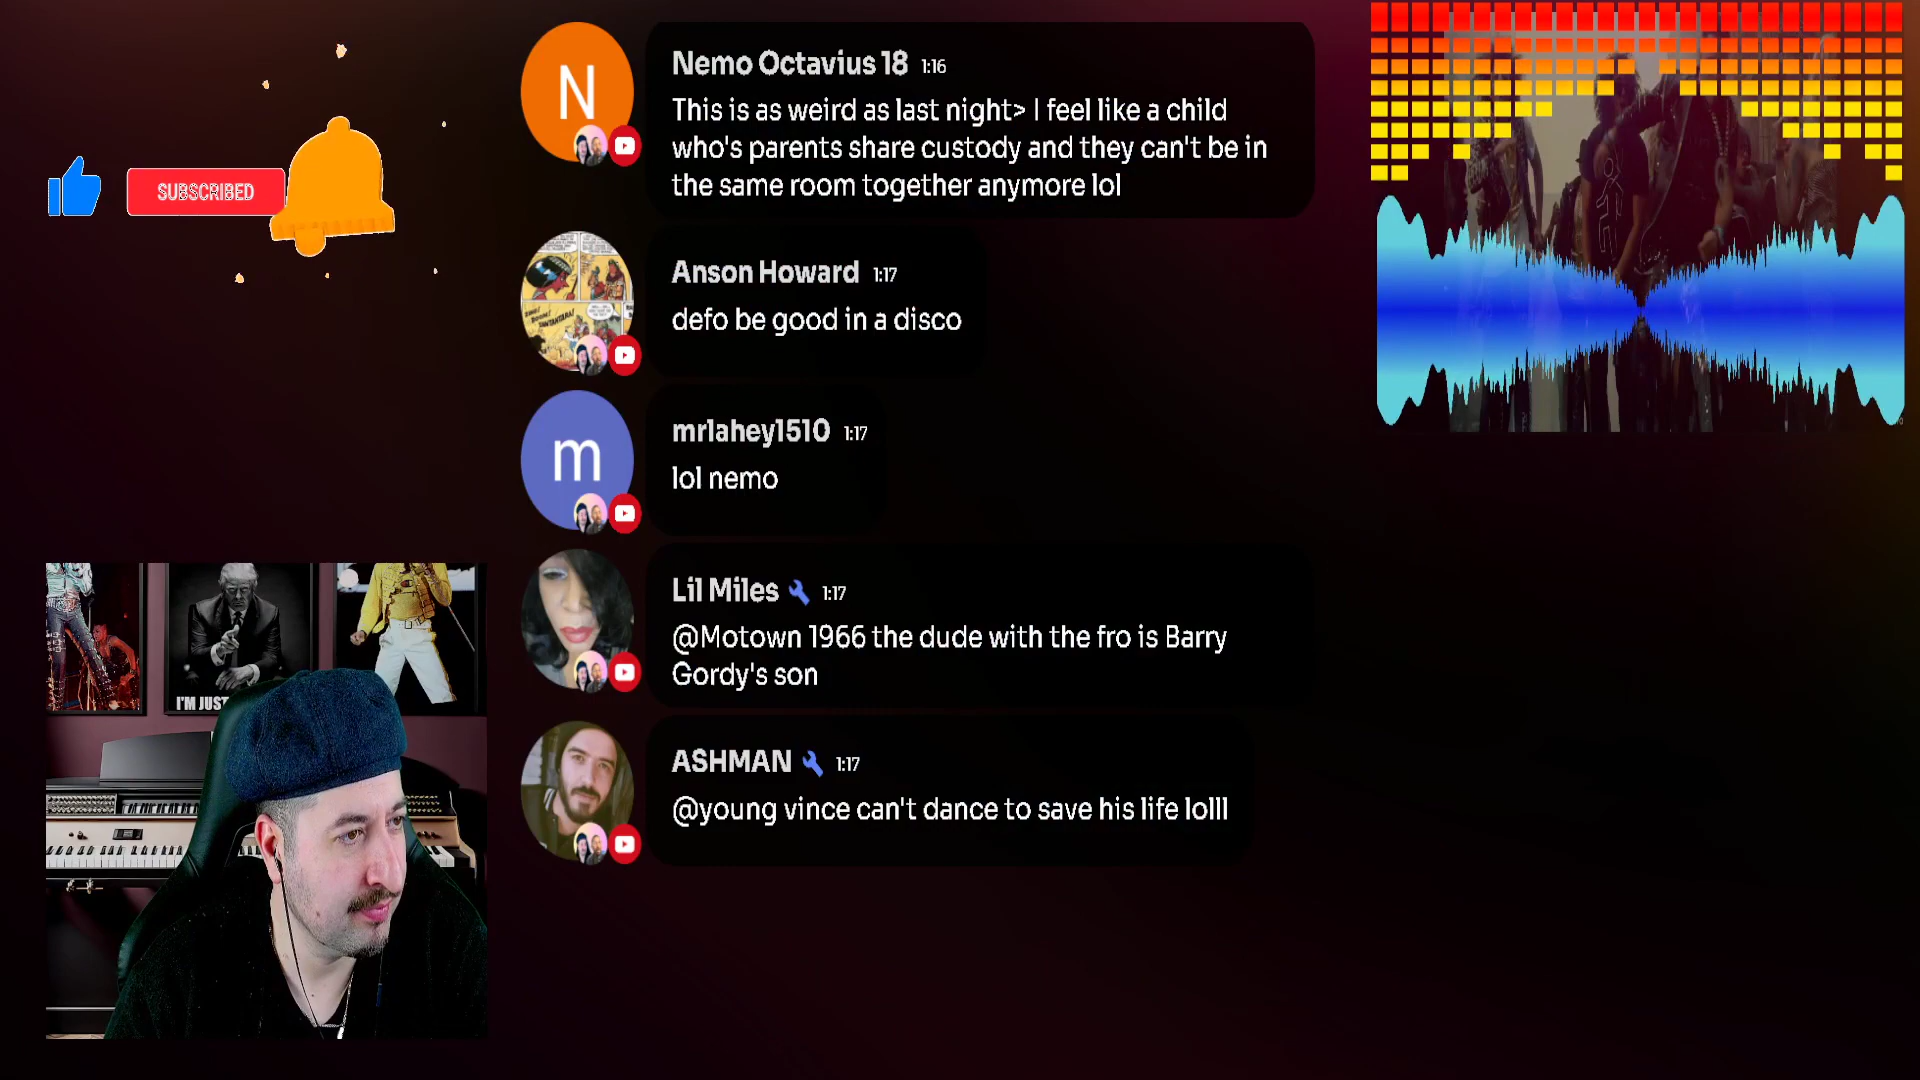 SUBSCRIBED
Nemo Octavius 18 1:16
This is as weird as last night> I feel like a child
who's parents share custody and they can't be in
the same room together anymore lol
Anson Howard 1:17
defo be good in a disco
mrlahey1510 1:17
lol nemo
Lil Miles 1:17
@Motown 1966 the dude with the fro is Barry
Gordy's son
ASHMAN 1:17
@young vince can't dance to save his life lolll
N
m
I'M JUST